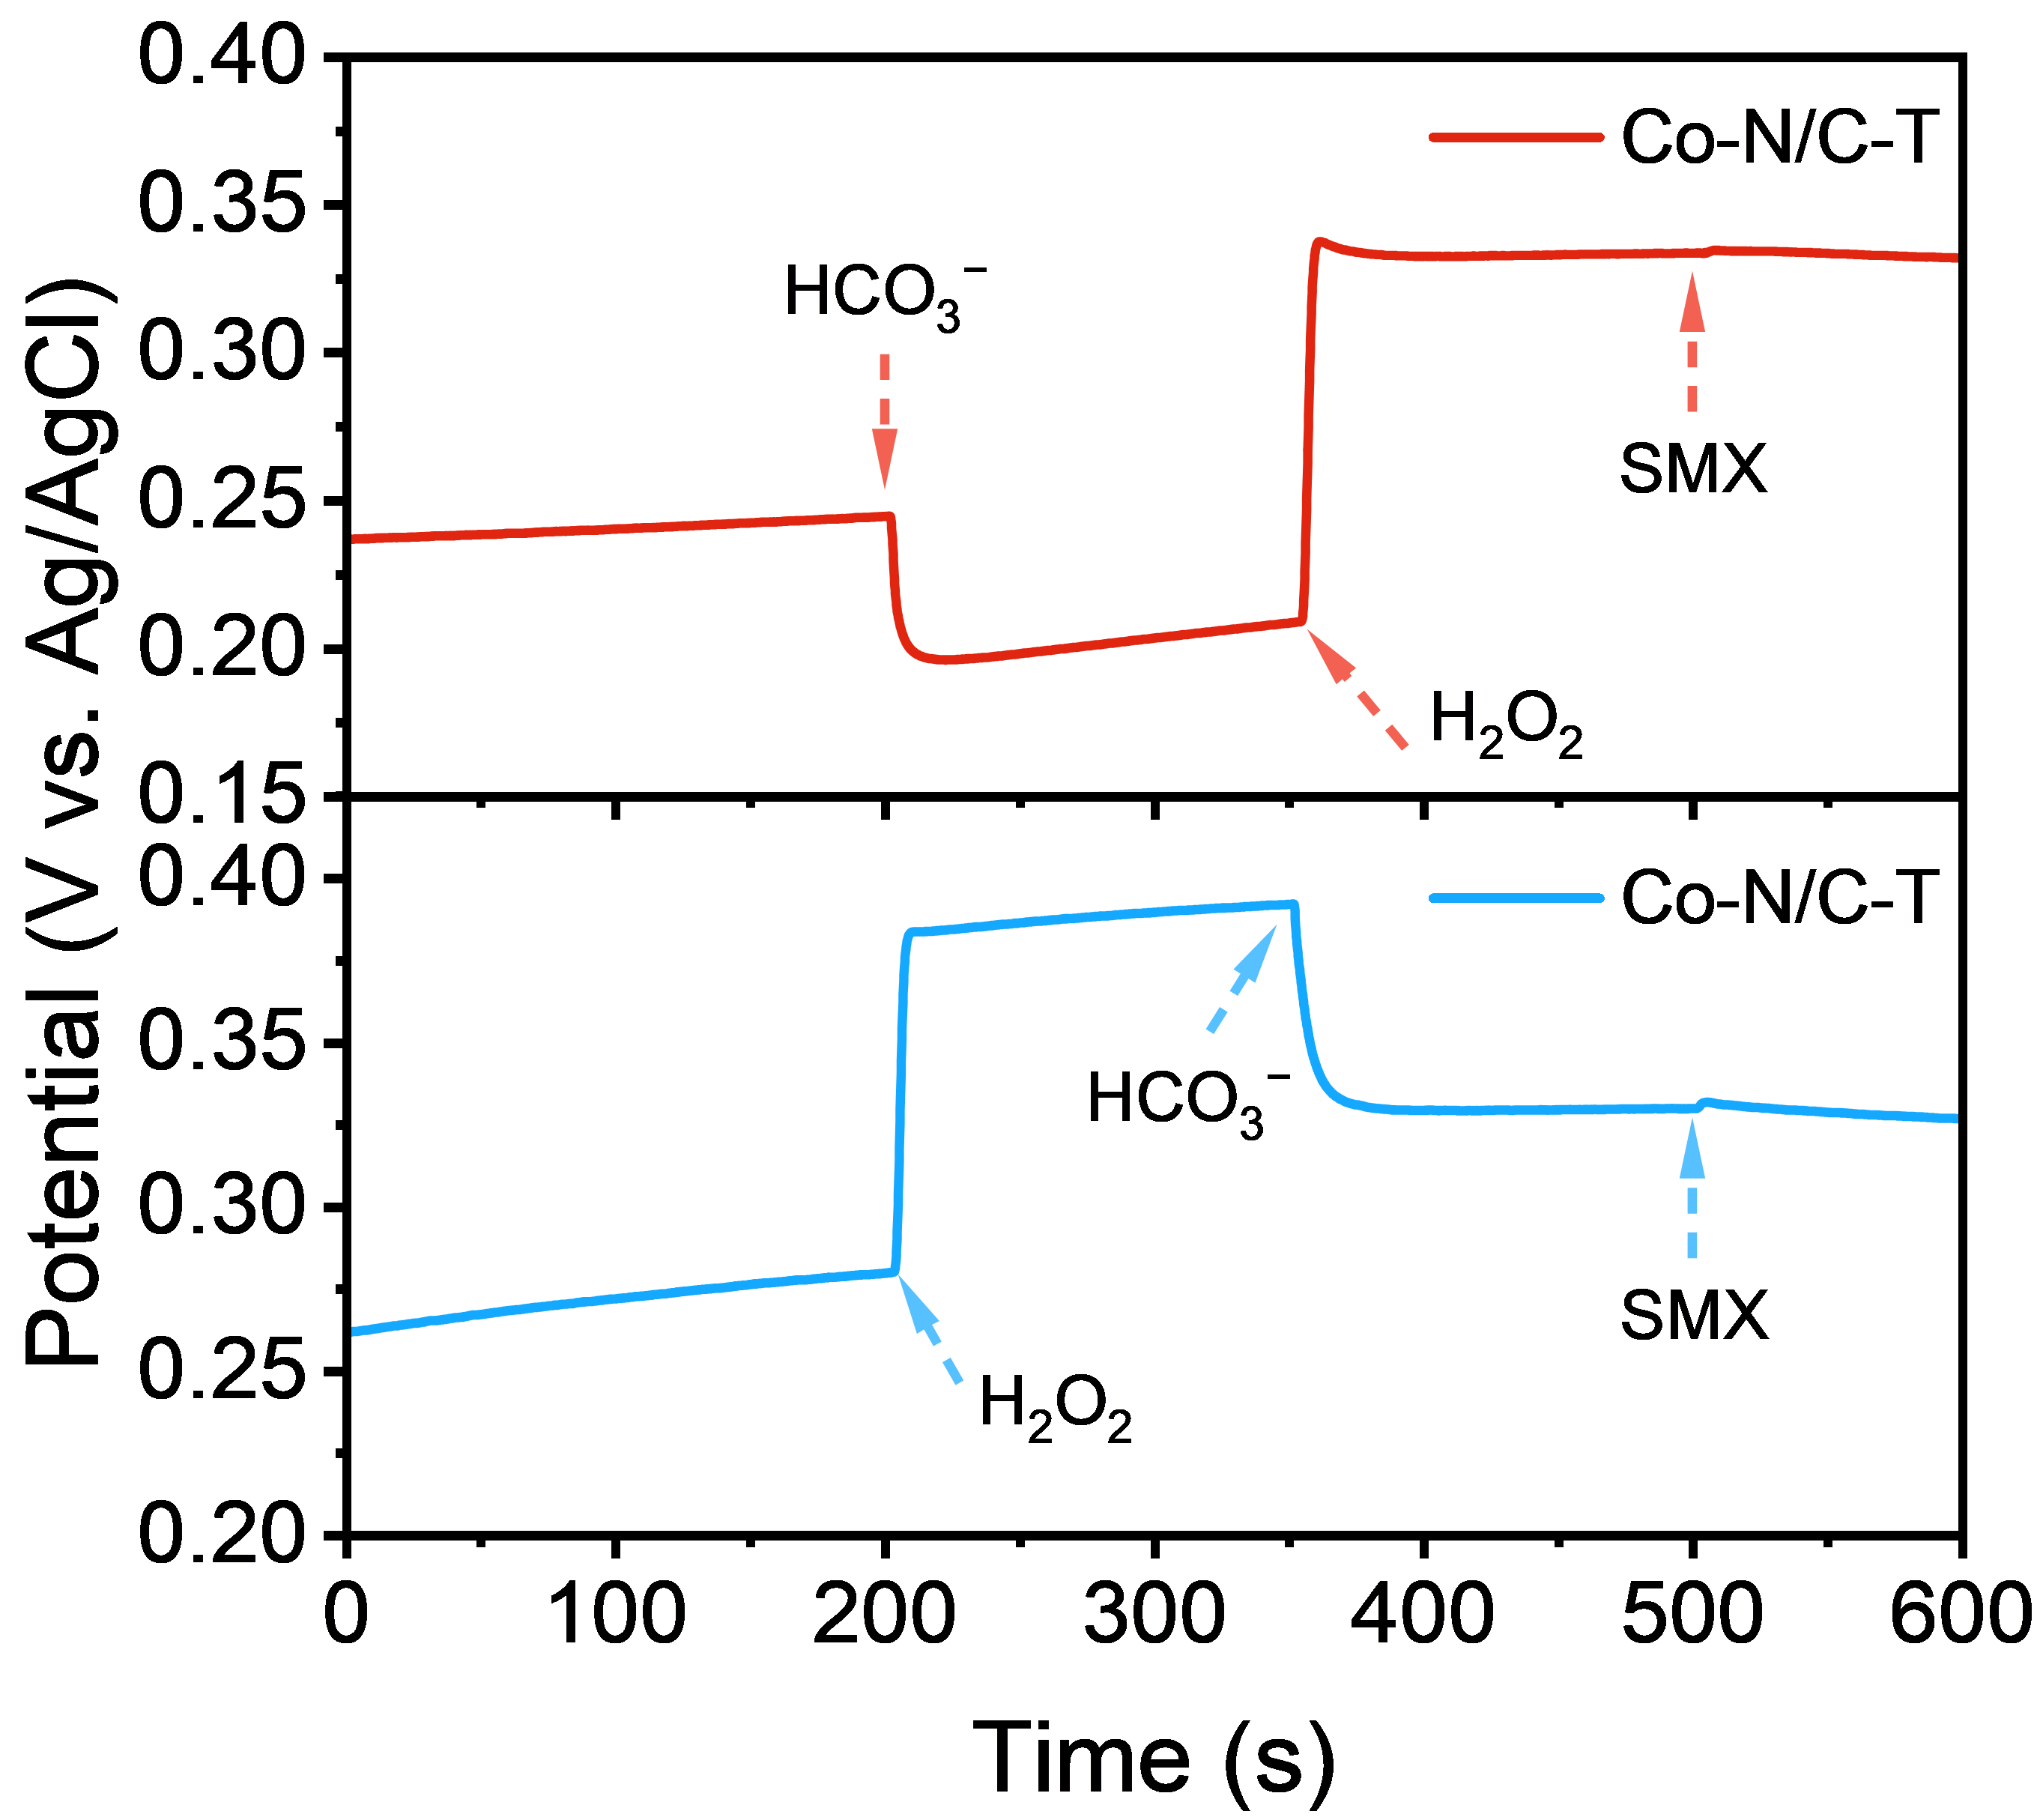 Potential (V vs. Ag/AgCl)
0.40
0.35
0.30
0.25
0.20
0.15
Co-N/C-T
HCO₃⁻
SMX
H₂O₂
0.40
0.35
0.30
0.25
0.20
Co-N/C-T
HCO₃⁻
SMX
H₂O₂
0 100 200 300 400 500 600
Time (s)